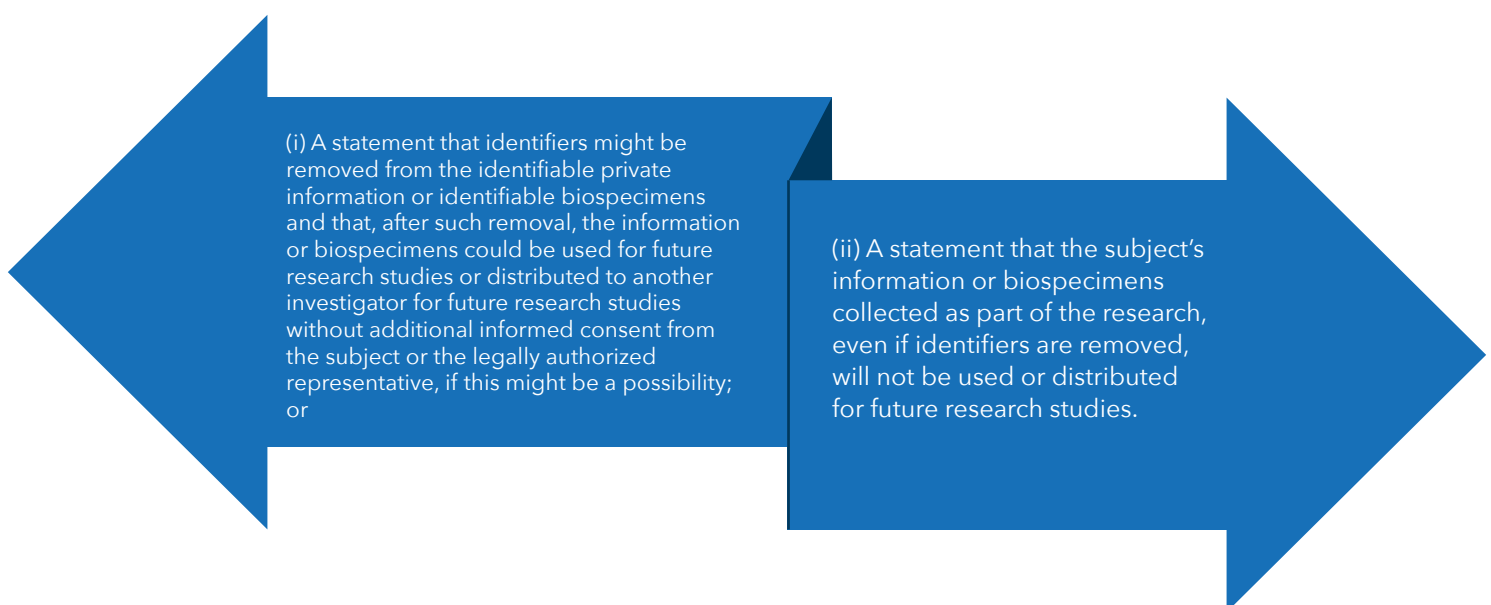 (i) A statement that identifiers might be
removed from the identifiable private
information or identifiable biospecimens
and that, after such removal, the information
or biospecimens could be used for future
research studies or distributed to another
investigator for future research studies
without additional informed consent from
the subject or the legally authorized
representative, if this might be a possibility;
or
(ii) A statement that the subject’s
information or biospecimens
collected as part of the research,
even if identifiers are removed,
will not be used or distributed
for future research studies.